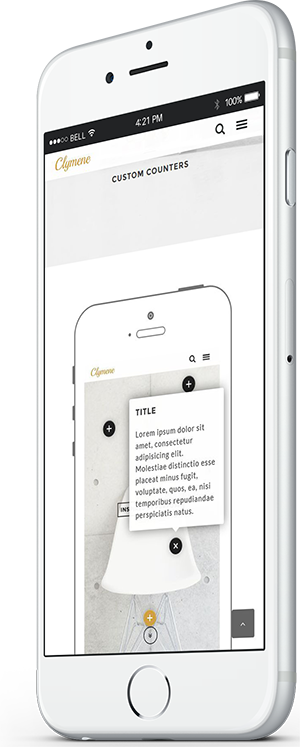 BELL
4:21 PM
100%
Clymene
CUSTOM COUNTERS
Clymene
TITLE
Lorem ipsum dolor sit
amet, consectetur
adipisicing elit.
Molestiae distinctio esse
placeat minus fugit,
voluptate, quos, ea, nisi
temporibus repudiandae
perspiciatis natus.
INS